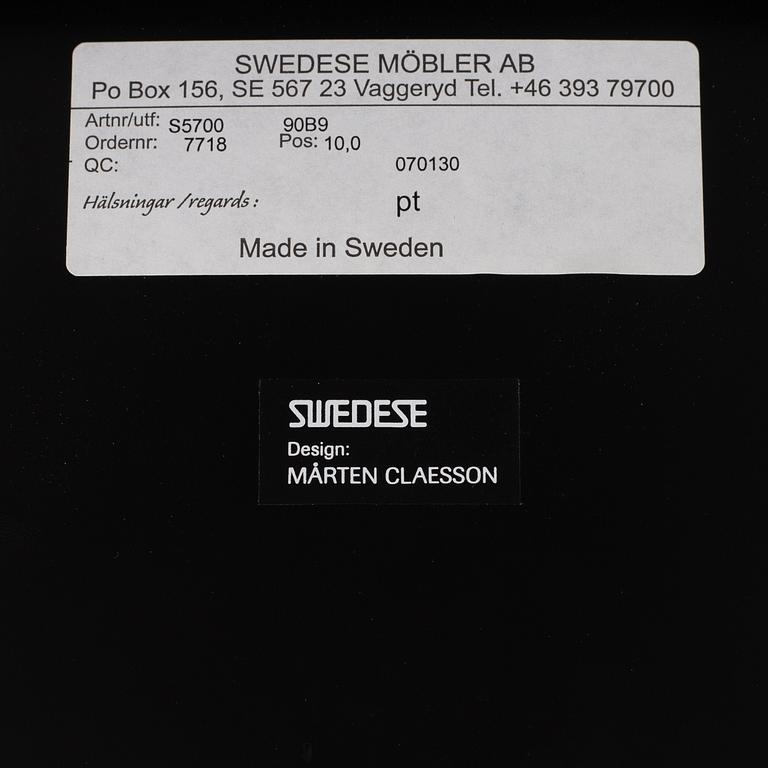 SWEDESE MÖBLER AB
Po Box 156, SE 567 23 Vaggeryd Tel. +46 393 79700
Artnr/utf: S5700 90B9
Ordernr: 7718 Pos: 10,0
QC: 070130
Hälsningar /regards: pt
Made in Sweden
SWEDESE
Design:
MÅRTEN CLAESSON